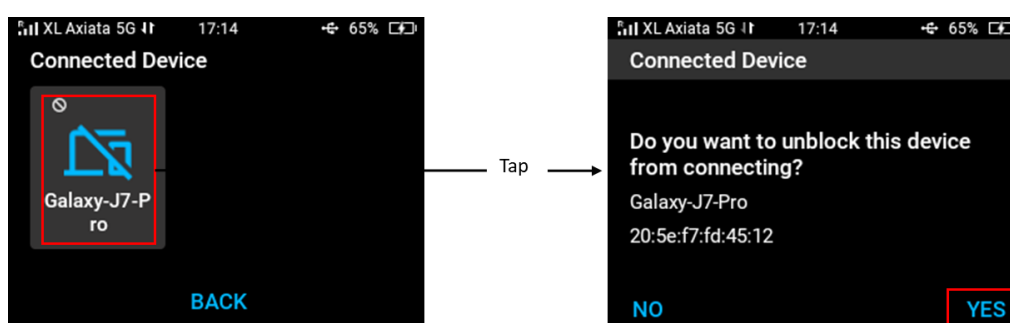 XL Axiata 5G 17:14 65%
Connected Device
Galaxy-J7-P
ro
BACK
Tap
XL Axiata 5G 17:14 65%
Connected Device
Do you want to unblock this device
from connecting?
Galaxy-J7-Pro
20:5e:f7:fd:45:12
NO YES